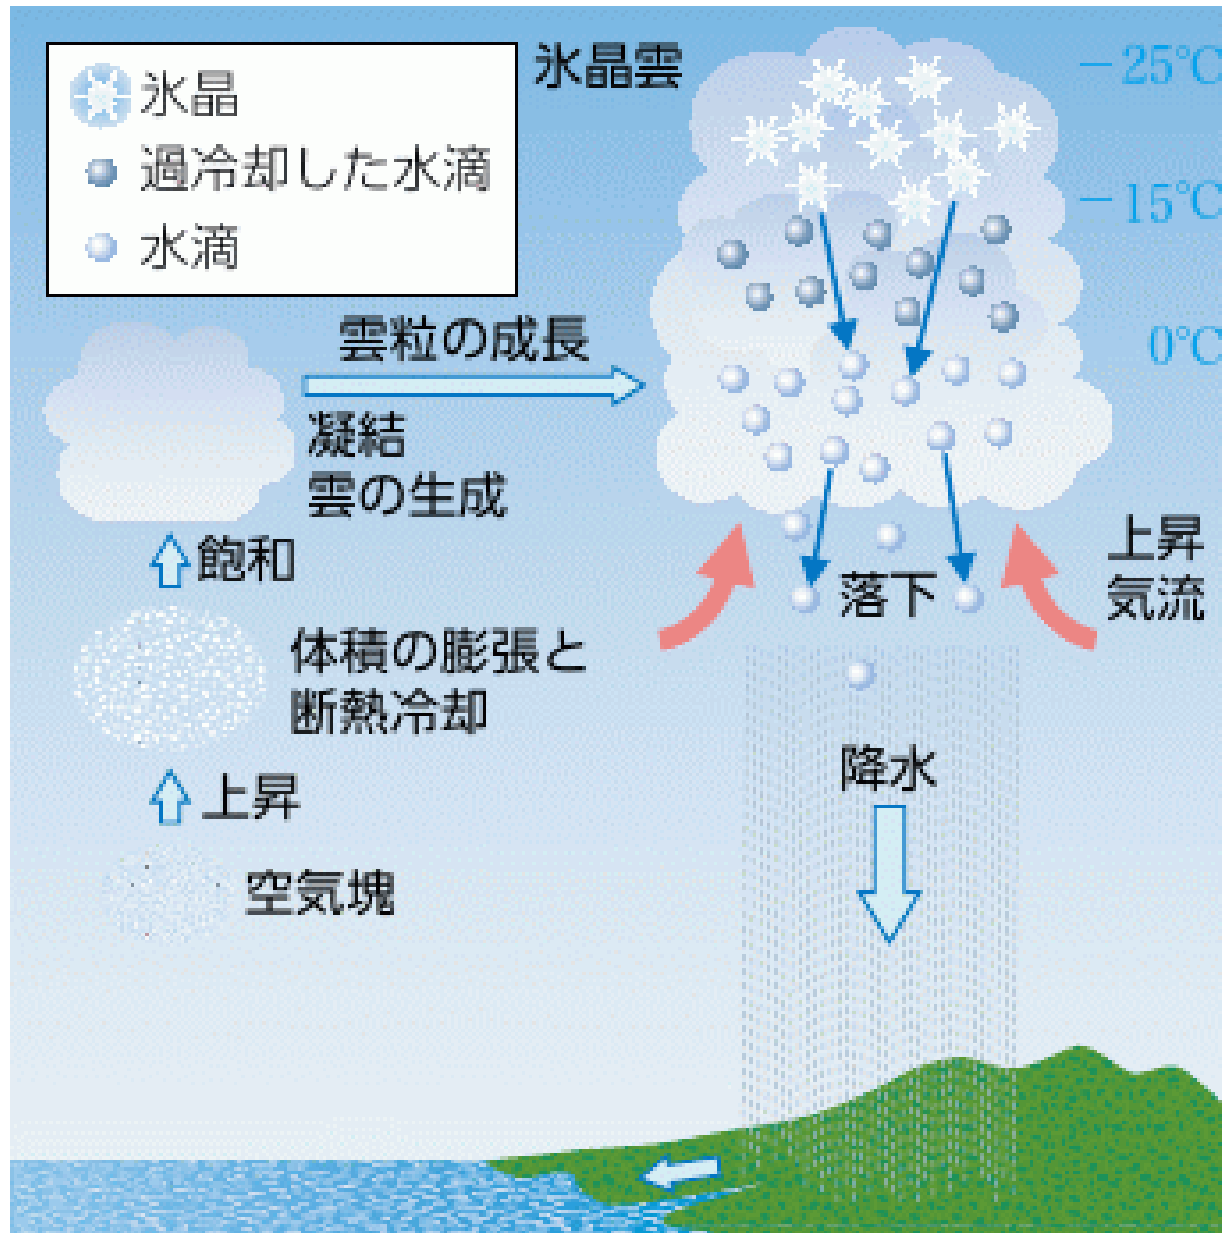 氷晶
過冷却した水滴
水滴
氷晶雲
−25℃
−15℃
0℃
雲粒の成長
凝結
雲の生成
飽和
体積の膨張と
断熱冷却
上昇
空気塊
上昇
気流
落下
降水